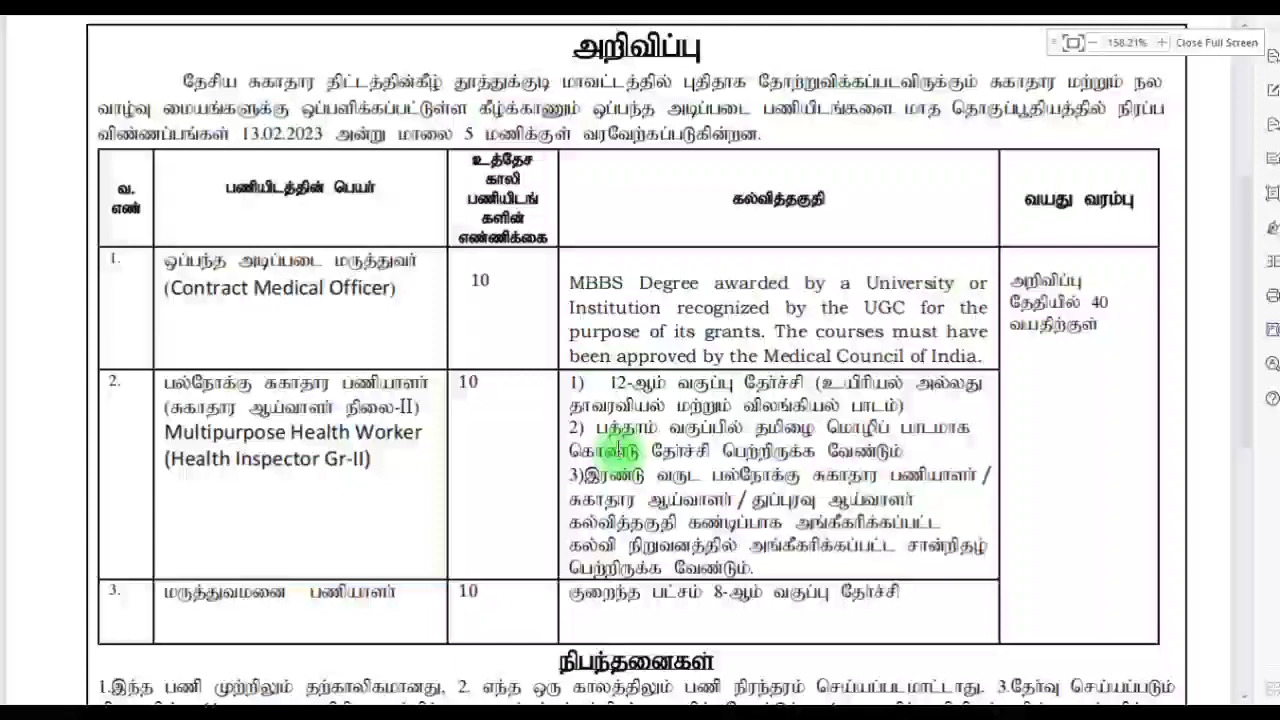 அறிவிப்பு
158.21%
Close Full Screen
தேசிய சுகாதார திட்டத்தின்கீழ் தூத்துக்குடி மாவட்டத்தில் புதிதாக தோற்றுவிக்கப்படவிருக்கும் சுகாதார மற்றும் நல
வாழ்வு மையங்களுக்கு ஒப்பளிக்கப்பட்டுள்ள கீழ்க்காணும் ஒப்பந்த அடிப்படை பணியிடங்களை மாத தொகுப்பூதியத்தில் நிரப்ப
விண்ணப்பங்கள் 13.02.2023 அன்று மாலை 5 மணிக்குள் வரவேற்கப்படுகின்றன.
வ.
எண்
பணியிடத்தின் பெயர்
உத்தேச
காலி
பணியிடங்
களின்
எண்ணிக்கை
கல்வித்தகுதி
வயது வரம்பு
1.
ஒப்பந்த அடிப்படை மருத்துவர்
(Contract Medical Officer)
10
MBBS Degree awarded by a University or
Institution recognized by the UGC for the
purpose of its grants. The courses must have
been approved by the Medical Council of India.
அறிவிப்பு
தேதியில் 40
வயதிற்குள்
2.
பல்நோக்கு சுகாதார பணியாளர்
(சுகாதார ஆய்வாளர் நிலை-II)
Multipurpose Health Worker
(Health Inspector Gr-II)
10
1) 12-ஆம் வகுப்பு தேர்ச்சி (உயிரியல் அல்லது
தாவரவியல் மற்றும் விலங்கியல் பாடம்)
2) பத்தாம் வகுப்பில் தமிழை மொழிப் பாடமாக
கொண்டு தேர்ச்சி பெற்றிருக்க வேண்டும்
3)இரண்டு வருட பல்நோக்கு சுகாதார பணியாளர் /
சுகாதார ஆய்வாளர் / துப்புரவு ஆய்வாளர்
கல்வித்தகுதி கண்டிப்பாக அங்கீகரிக்கப்பட்ட
கல்வி நிறுவனத்தில் அங்கீகரிக்கப்பட்ட சான்றிதழ்
பெற்றிருக்க வேண்டும்.
3.
மருத்துவமனை பணியாளர்
10
குறைந்த பட்சம் 8-ஆம் வகுப்பு தேர்ச்சி
நிபந்தனைகள்
1.இந்த பணி முற்றிலும் தற்காலிகமானது, 2. எந்த ஒரு காலத்திலும் பணி நிரந்தரம் செய்யப்படமாட்டாது. 3.தேர்வு செய்யப்படும்